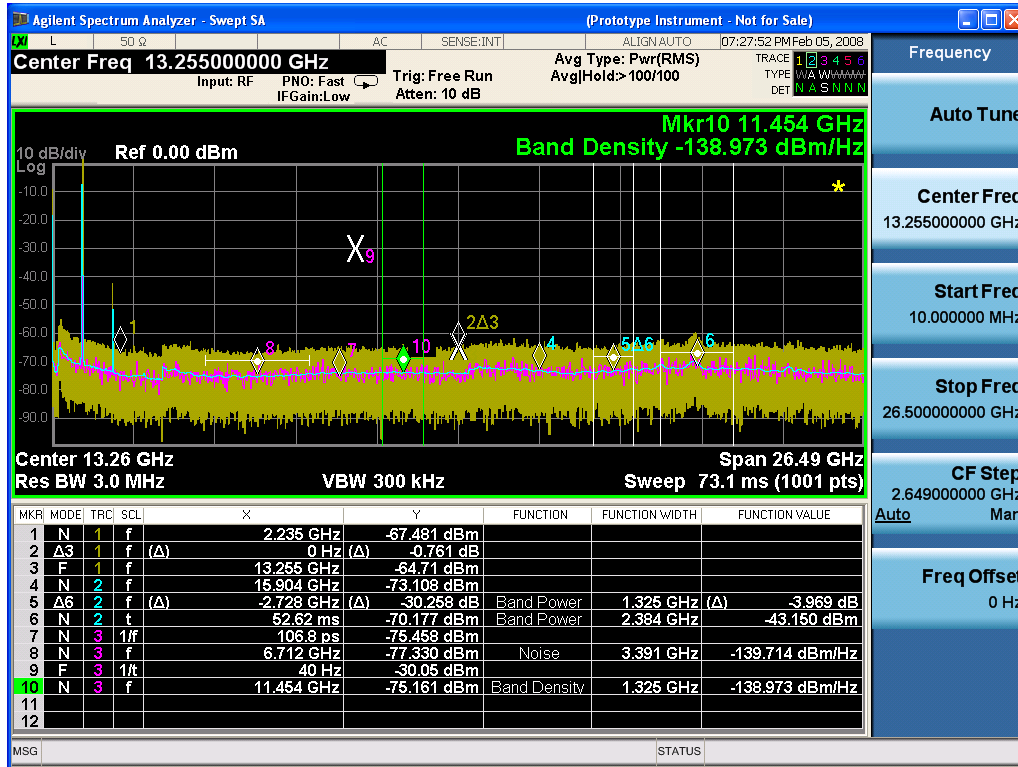 Agilent Spectrum Analyzer - Swept SA (Prototype Instrument - Not for Sale)
LXI L 50 Ω AC SENSE:INT ALIGN AUTO 07:27:52 PM Feb 05, 2008
Center Freq 13.255000000 GHz
Input: RF PNO: Fast IFGain:Low Trig: Free Run Atten: 10 dB Avg Type: Pwr(RMS) Avg|Hold:>100/100
TRACE 1 2 3 4 5 6
TYPE W A W W W W
DET N A S N N N
Mkr10 11.454 GHz
Band Density -138.973 dBm/Hz
10 dB/div Ref 0.00 dBm
Log
-10.0
-20.0
-30.0
-40.0
-50.0
-60.0
-70.0
-80.0
-90.0
X 9
1
8
7
10
2Δ3
4
5Δ6
6
*
Center 13.26 GHz Span 26.49 GHz
Res BW 3.0 MHz VBW 300 kHz Sweep 73.1 ms (1001 pts)
MKR MODE TRC SCL X Y FUNCTION FUNCTION WIDTH FUNCTION VALUE
1 N 1 f 2.235 GHz -67.481 dBm
2 Δ3 1 f (Δ) 0 Hz (Δ) -0.761 dB
3 F 1 f 13.255 GHz -64.71 dBm
4 N 2 f 15.904 GHz -73.108 dBm
5 Δ6 2 f (Δ) -2.728 GHz (Δ) -30.258 dB Band Power 1.325 GHz (Δ) -3.969 dB
6 N 2 t 52.62 ms -70.177 dBm Band Power 2.384 GHz -43.150 dBm
7 N 3 1/f 106.8 ps -75.458 dBm
8 N 3 f 6.712 GHz -77.330 dBm Noise 3.391 GHz -139.714 dBm/Hz
9 F 3 1/t 40 Hz -30.05 dBm
10 N 3 f 11.454 GHz -75.161 dBm Band Density 1.325 GHz -138.973 dBm/Hz
11
12
MSG STATUS
Frequency
Auto Tune
Center Freq
13.255000000 GHz
Start Freq
10.000000 MHz
Stop Freq
26.500000000 GHz
CF Step
2.649000000 GHz
Auto Man
Freq Offset
0 Hz